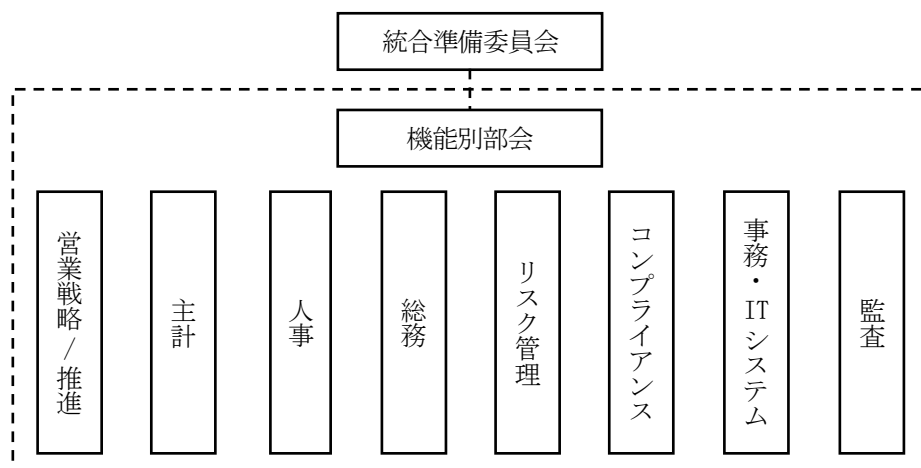 統合準備委員会
機能別部会
営業戦略/推進
主計
人事
総務
リスク管理
コンプライアンス
事務・ITシステム
監査